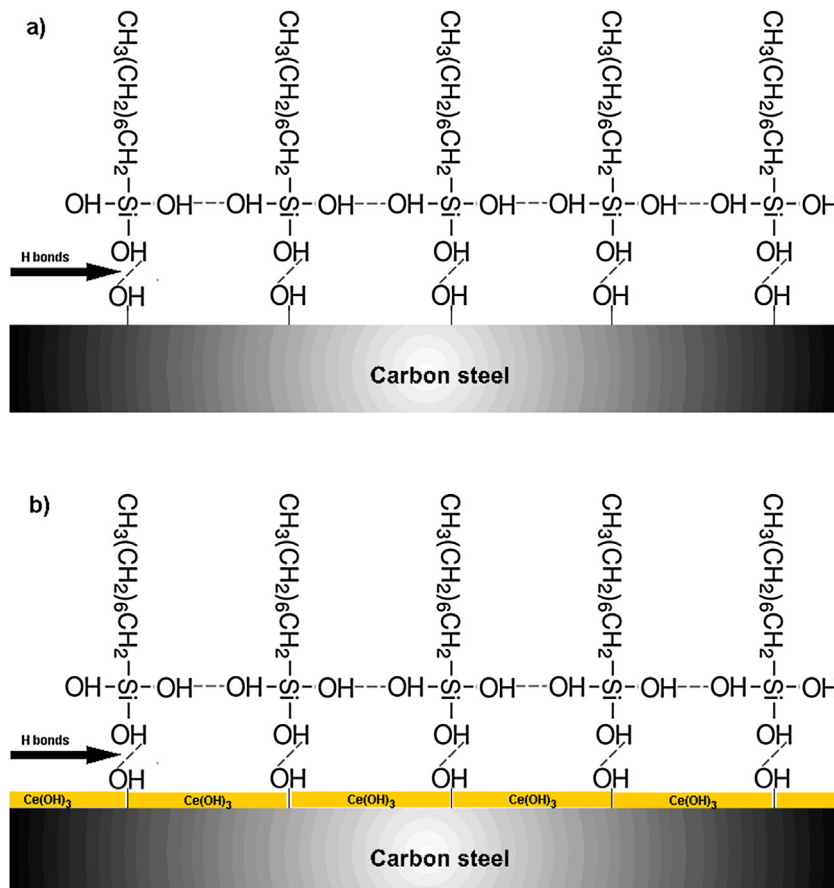 a)
CH3(CH2)6CH2 CH3(CH2)6CH2 CH3(CH2)6CH2 CH3(CH2)6CH2 CH3(CH2)6CH2
OH Si OH OH Si OH OH Si OH OH Si OH OH Si OH
OH OH OH OH OH
H bonds
OH OH OH OH OH
Carbon steel
b)
CH3(CH2)6CH2 CH3(CH2)6CH2 CH3(CH2)6CH2 CH3(CH2)6CH2 CH3(CH2)6CH2
OH Si OH OH Si OH OH Si OH OH Si OH OH Si OH
OH OH OH OH OH
H bonds
OH OH OH OH OH
Ce(OH)3 Ce(OH)3 Ce(OH)3 Ce(OH)3 Ce(OH)3
Carbon steel